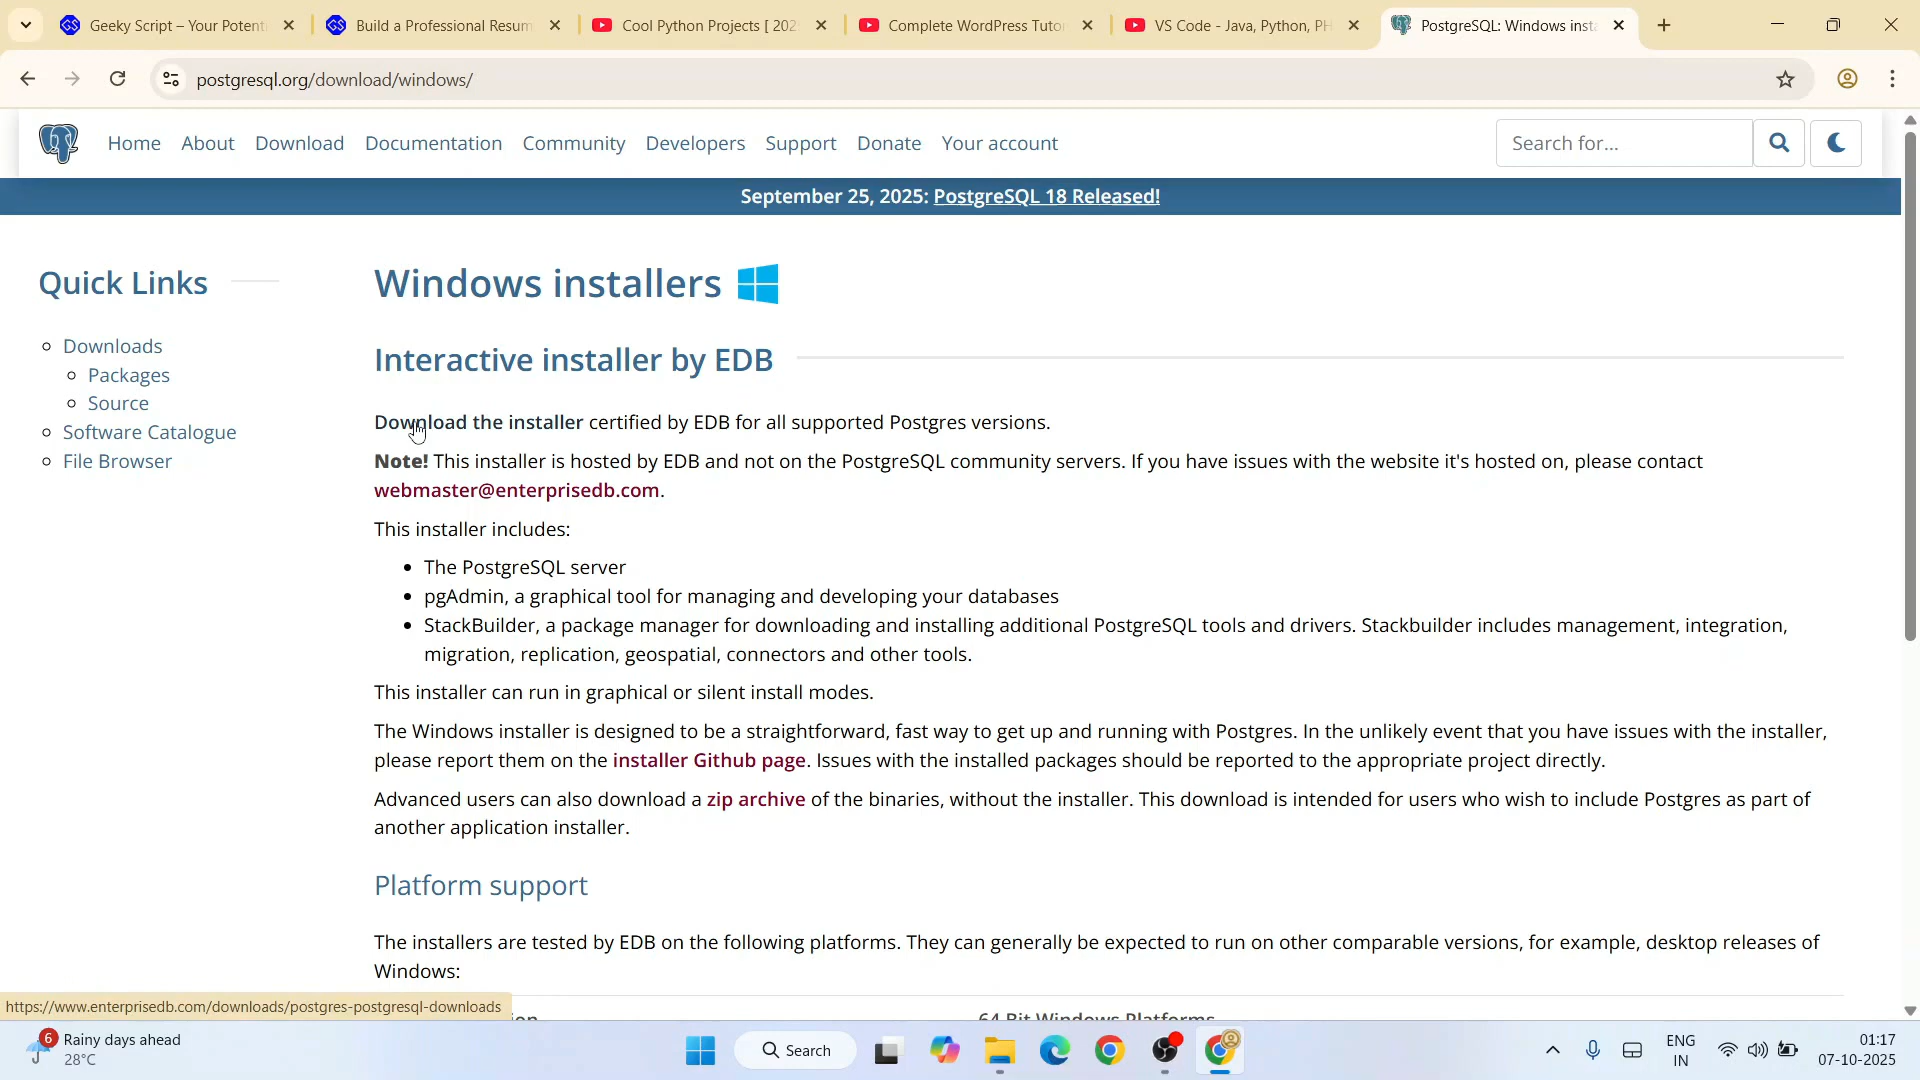 Geeky Script – Your Potenti
Build a Professional Resum
Cool Python Projects [ 202
Complete WordPress Tutor
VS Code - Java, Python, PH
PostgreSQL: Windows insta
postgresql.org/download/windows/
Home About Download Documentation Community Developers Support Donate Your account
Search for...
September 25, 2025: PostgreSQL 18 Released!
Quick Links
Downloads
Packages
Source
Software Catalogue
File Browser
Windows installers
Interactive installer by EDB
Download the installer certified by EDB for all supported Postgres versions.
Note! This installer is hosted by EDB and not on the PostgreSQL community servers. If you have issues with the website it's hosted on, please contact
webmaster@enterprisedb.com.
This installer includes:
The PostgreSQL server
pgAdmin, a graphical tool for managing and developing your databases
StackBuilder, a package manager for downloading and installing additional PostgreSQL tools and drivers. Stackbuilder includes management, integration,
migration, replication, geospatial, connectors and other tools.
This installer can run in graphical or silent install modes.
The Windows installer is designed to be a straightforward, fast way to get up and running with Postgres. In the unlikely event that you have issues with the installer,
please report them on the installer Github page. Issues with the installed packages should be reported to the appropriate project directly.
Advanced users can also download a zip archive of the binaries, without the installer. This download is intended for users who wish to include Postgres as part of
another application installer.
Platform support
The installers are tested by EDB on the following platforms. They can generally be expected to run on other comparable versions, for example, desktop releases of
Windows:
64 Bit Windows Platforms
https://www.enterprisedb.com/downloads/postgres-postgresql-downloads
6
Rainy days ahead
28°C
Search
ENG
IN
01:17
07-10-2025